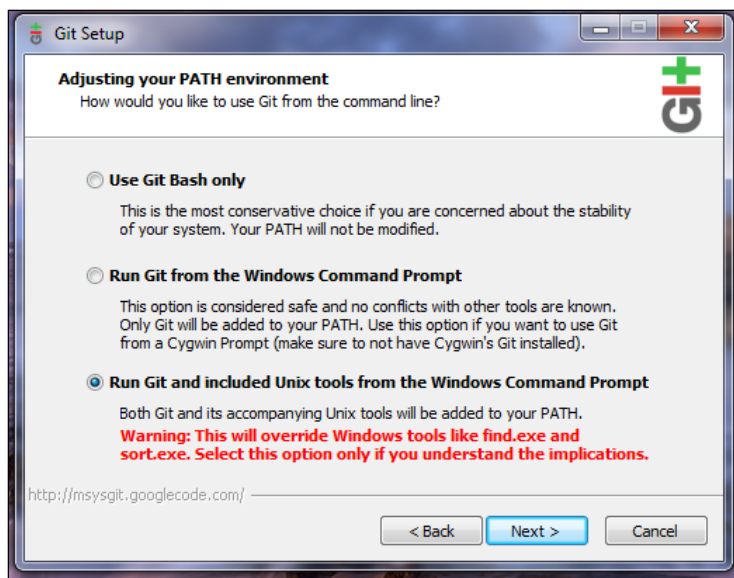 Git Setup
Adjusting your PATH environment
How would you like to use Git from the command line?
GIT
Use Git Bash only
This is the most conservative choice if you are concerned about the stability
of your system. Your PATH will not be modified.
Run Git from the Windows Command Prompt
This option is considered safe and no conflicts with other tools are known.
Only Git will be added to your PATH. Use this option if you want to use Git
from a Cygwin Prompt (make sure to not have Cygwin's Git installed).
Run Git and included Unix tools from the Windows Command Prompt
Both Git and its accompanying Unix tools will be added to your PATH.
Warning: This will override Windows tools like find.exe and
sort.exe. Select this option only if you understand the implications.
http://msysgit.googlecode.com/
< Back Next > Cancel